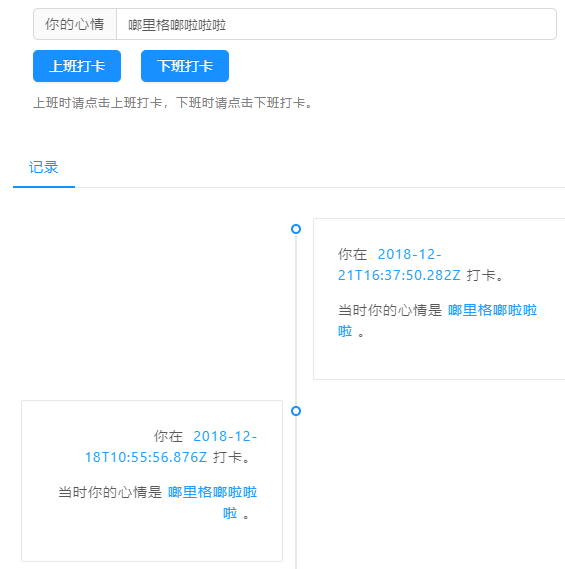 你的心情 啷里格啷啦啦啦
上班打卡 下班打卡
上班时请点击上班打卡，下班时请点击下班打卡。
记录
你在 2018-12-
21T16:37:50.282Z 打卡。
当时你的心情是 啷里格啷啦啦
啦 。
你在 2018-12-
18T10:55:56.876Z 打卡。
当时你的心情是 啷里格啷啦啦
啦 。